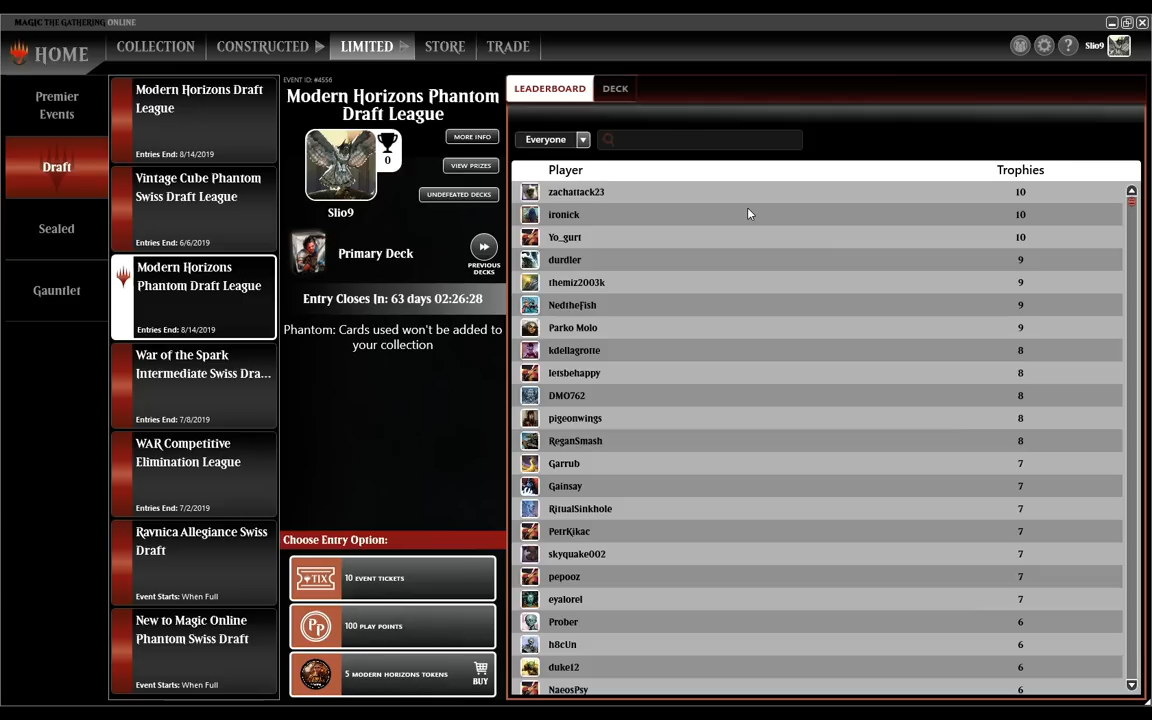 MAGIC THE GATHERING ONLINE
HOME
COLLECTION
CONSTRUCTED
LIMITED
STORE
TRADE
Slio9
Premier
Events
Draft
Sealed
Gauntlet
Modern Horizons Draft
League
Entries End: 8/14/2019
Vintage Cube Phantom
Swiss Draft League
Entries End: 6/6/2019
Modern Horizons
Phantom Draft League
Entries End: 8/14/2019
War of the Spark
Intermediate Swiss Dra...
Entries End: 7/8/2019
WAR Competitive
Elimination League
Entries End: 7/2/2019
Ravnica Allegiance Swiss
Draft
Event Starts: When Full
New to Magic Online
Phantom Swiss Draft
Event Starts: When Full
EVENT ID: #4556
Modern Horizons Phantom
Draft League
0
MORE INFO
VIEW PRIZES
UNDEFEATED DECKS
Slio9
Primary Deck
PREVIOUS
DECKS
Entry Closes In: 63 days 02:26:28
Phantom: Cards used won't be added to
your collection
Choose Entry Option:
TIX
10 EVENT TICKETS
PP
100 PLAY POINTS
5 MODERN HORIZONS TOKENS
BUY
LEADERBOARD
DECK
Everyone
Player Trophies
zachattack23 10
ironick 10
Yo_gurt 10
durdler 9
themiz2003k 9
NedtheFish 9
Parko Molo 9
kdellagrotte 8
letsbehappy 8
DMO762 8
pigeonwings 8
ReganSmash 8
Garrub 7
Gainsay 7
RitualSinkhole 7
PetrKikac 7
skyquake002 7
pepooz 7
eyalorel 7
Prober 6
h8cUn 6
duke12 6
NaeosPsy 6